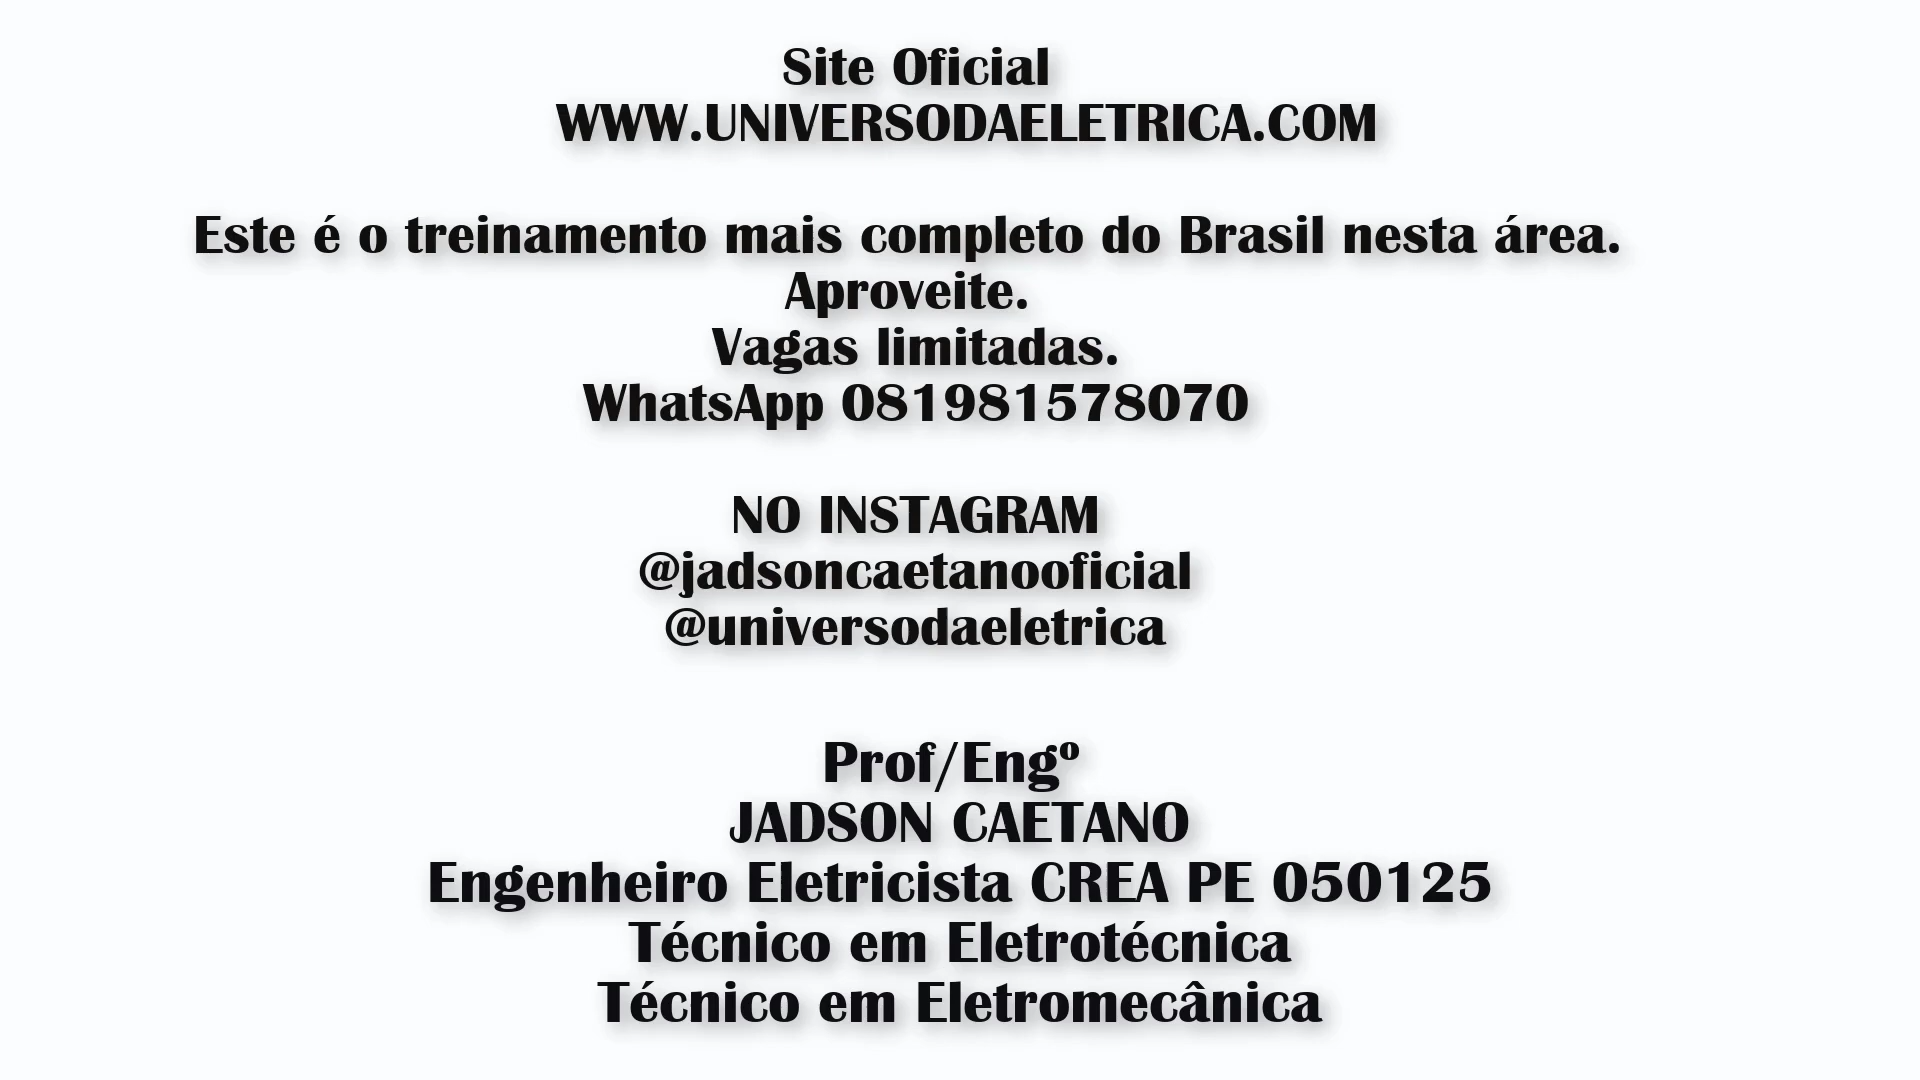 Site Oficial
WWW.UNIVERSODAELETRICA.COM
Este é o treinamento mais completo do Brasil nesta área.
Aproveite.
Vagas limitadas.
WhatsApp 081981578070
NO INSTAGRAM
@jadsoncaetanooficial
@universodaeletrica
Prof/Engº
JADSON CAETANO
Engenheiro Eletricista CREA PE 050125
Técnico em Eletrotécnica
Técnico em Eletromecânica